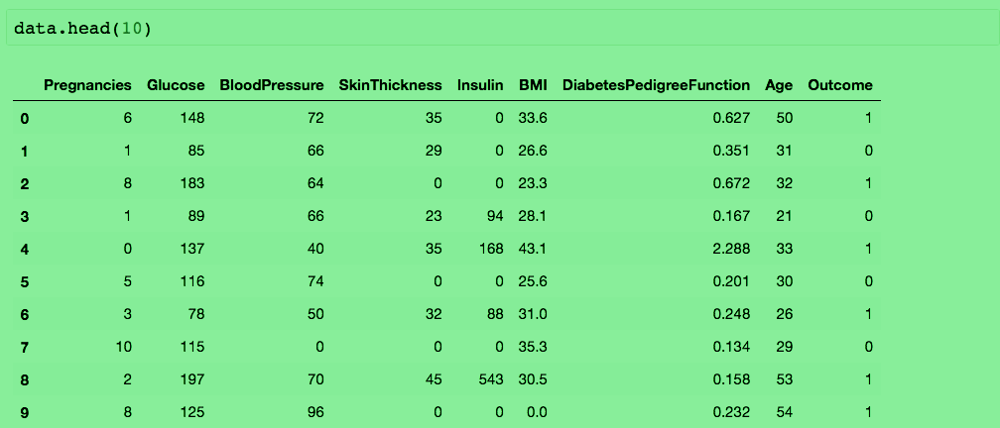 data.head(10)
Pregnancies Glucose BloodPressure SkinThickness Insulin BMI DiabetesPedigreeFunction Age Outcome
0 6 148 72 35 0 33.6 0.627 50 1
1 1 85 66 29 0 26.6 0.351 31 0
2 8 183 64 0 0 23.3 0.672 32 1
3 1 89 66 23 94 28.1 0.167 21 0
4 0 137 40 35 168 43.1 2.288 33 1
5 5 116 74 0 0 25.6 0.201 30 0
6 3 78 50 32 88 31.0 0.248 26 1
7 10 115 0 0 0 35.3 0.134 29 0
8 2 197 70 45 543 30.5 0.158 53 1
9 8 125 96 0 0 0.0 0.232 54 1